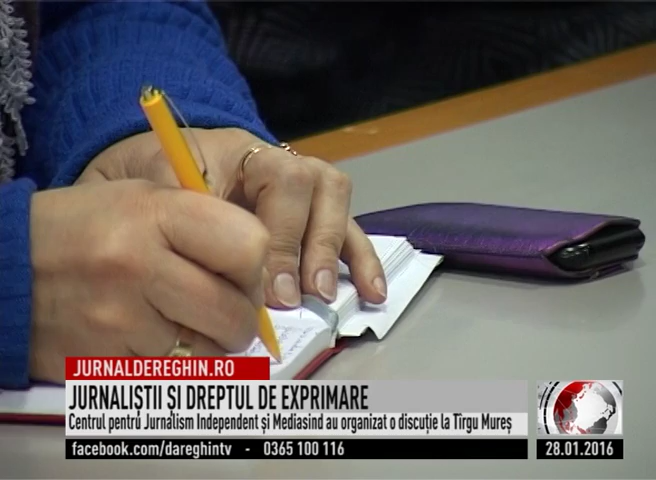 JURNALDEREGHIN.RO
JURNALIȘTII ȘI DREPTUL DE EXPRIMARE
Centrul pentru Jurnalism Independent și Mediasind au organizat o discuție la Tîrgu Mureș
facebook.com/dareghintv - 0365 100 116
28.01.2016